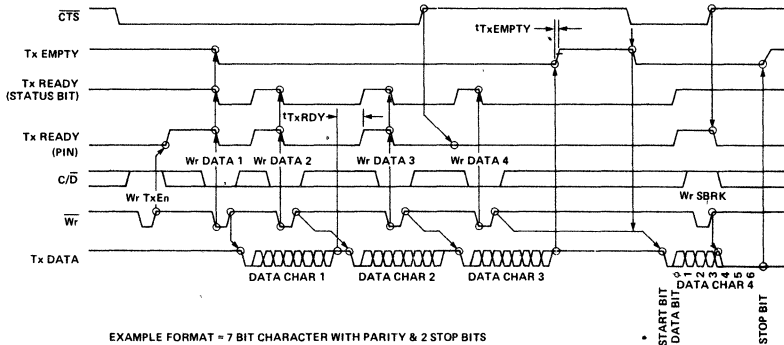 CTS
tTxEMPTY
Tx EMPTY
Tx READY
(STATUS BIT)
tTxRDY
Tx READY
(PIN)
Wr DATA 1 Wr DATA 2 Wr DATA 3 Wr DATA 4
C/D
Wr TxEn
Wr SBRK
Wr
Tx DATA
DATA CHAR 1 DATA CHAR 2 DATA CHAR 3
0 1 2 3 4 5 6
DATA CHAR 4
START BIT
DATA BIT
STOP BIT
EXAMPLE FORMAT = 7 BIT CHARACTER WITH PARITY & 2 STOP BITS